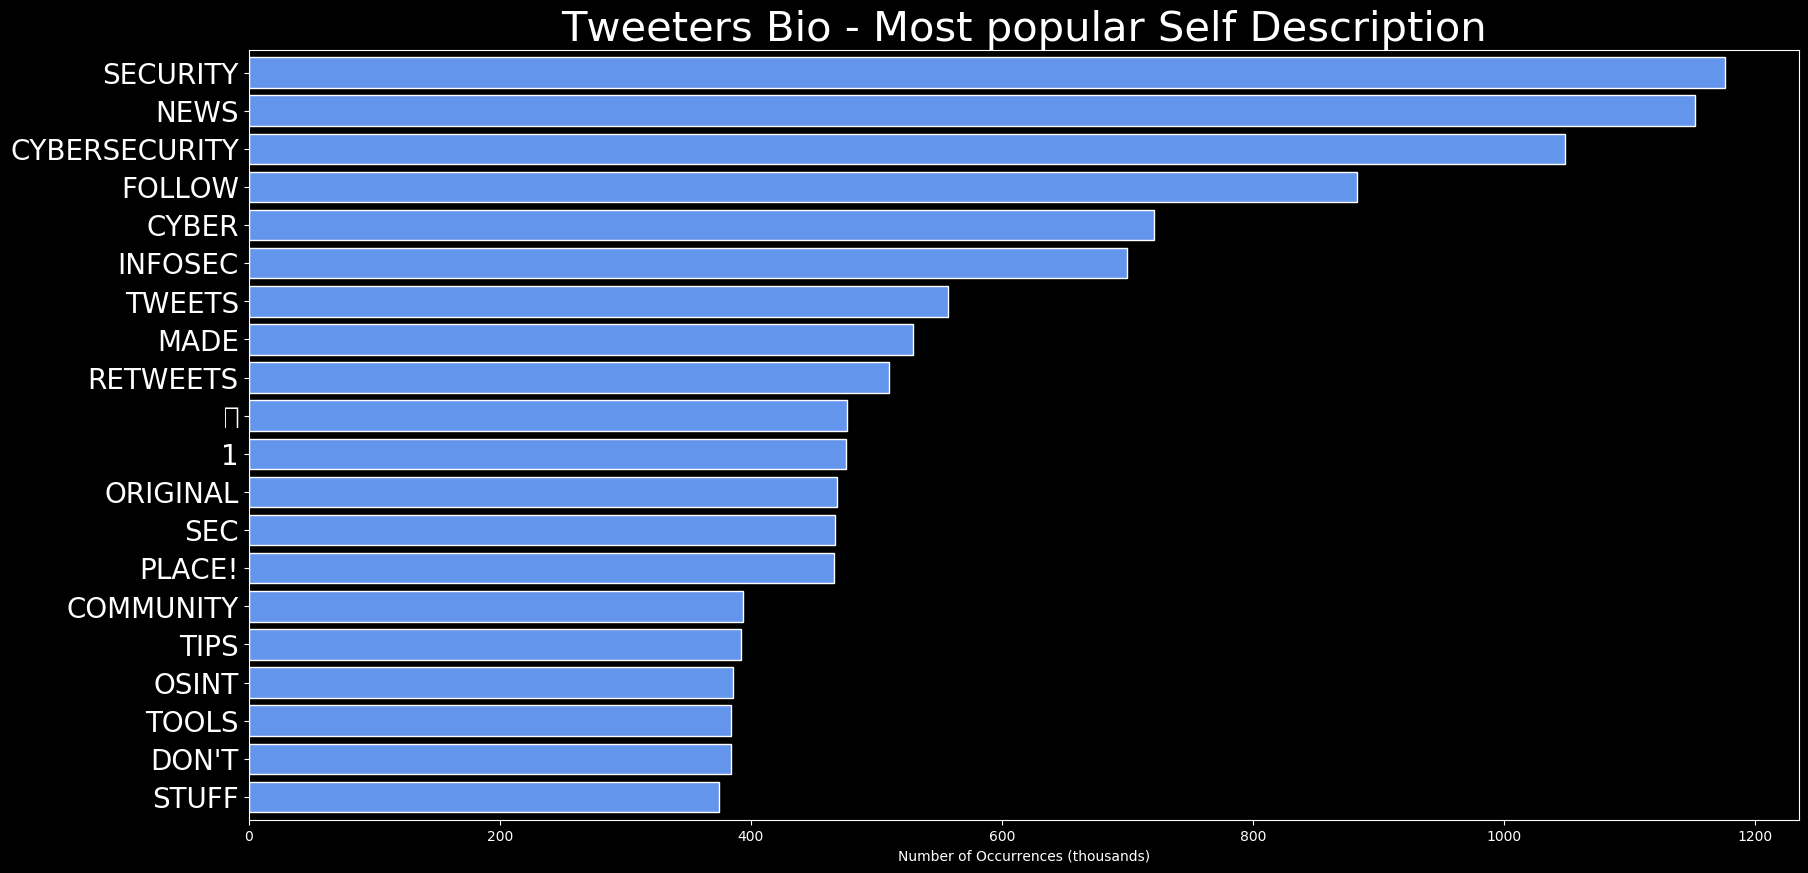 Tweeters Bio - Most popular Self Description
SECURITY
NEWS
CYBERSECURITY
FOLLOW
CYBER
INFOSEC
TWEETS
MADE
RETWEETS
1
ORIGINAL
SEC
PLACE!
COMMUNITY
TIPS
OSINT
TOOLS
DON'T
STUFF
0 200 400 600 800 1000 1200
Number of Occurrences (thousands)